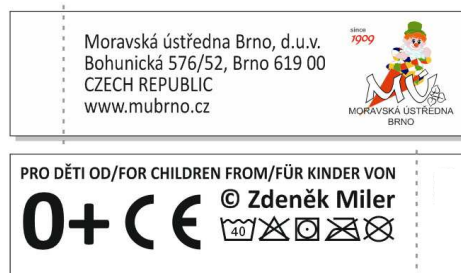 Moravská ústředna Brno, d.u.v.
Bohunická 576/52, Brno 619 00
CZECH REPUBLIC
www.mubrno.cz
since
1909
MÚ
MORAVSKÁ ÚSTŘEDNA
BRNO
PRO DĚTI OD/FOR CHILDREN FROM/FÜR KINDER VON
0+ CE
© Zdeněk Miler
40